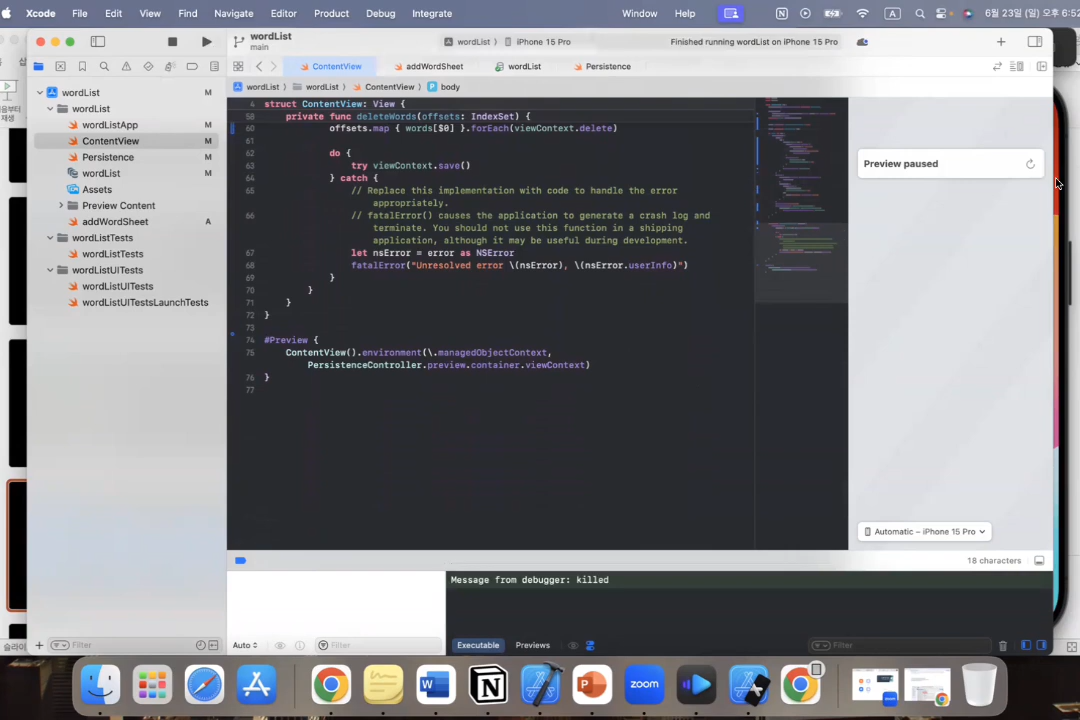 Xcode File Edit View Find Navigate Editor Product Debug Integrate Window Help A 6월 23일 (일) 오후 6:52
wordList
main
wordList 〉 iPhone 15 Pro
Finished running wordList on iPhone 15 Pro
ContentView addWordSheet wordList Persistence
wordList 〉 wordList 〉 ContentView 〉 P body
wordList M
wordList
wordListApp M
ContentView M
Persistence M
wordList M
Assets
Preview Content
addWordSheet A
wordListTests
wordListTests
wordListUITests
wordListUITests
wordListUITestsLaunchTests
4 struct ContentView: View {
private func deleteWords(offsets: IndexSet) {
60 offsets.map { words[$0] }.forEach(viewContext.delete)
61
62 do {
63 try viewContext.save()
64 } catch {
65 // Replace this implementation with code to handle the error
appropriately.
66 // fatalError() causes the application to generate a crash log and
terminate. You should not use this function in a shipping
application, although it may be useful during development.
67 let nsError = error as NSError
68 fatalError("Unresolved error \(nsError), \(nsError.userInfo)")
69 }
70 }
71 }
72 }
73
74 #Preview {
75 ContentView().environment(\.managedObjectContext,
PersistenceController.preview.container.viewContext)
76 }
77
Preview paused
Automatic – iPhone 15 Pro
18 characters
Message from debugger: killed
Filter
Auto
Filter
Executable Previews
Filter
재생
슬라이
W N P zoom